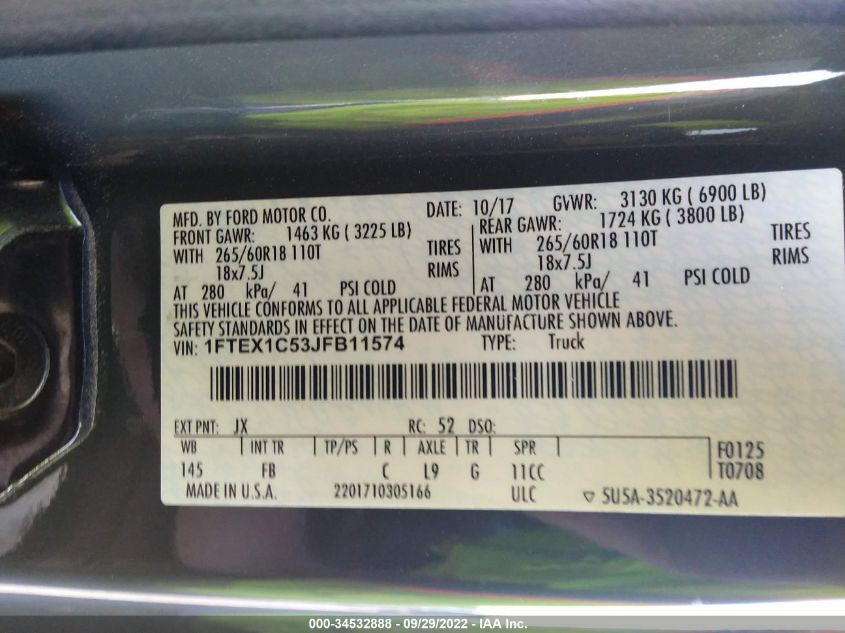 MFD. BY FORD MOTOR CO. DATE: 10/17 GVWR: 3130 KG ( 6900 LB)
FRONT GAWR: 1463 KG ( 3225 LB) REAR GAWR: 1724 KG ( 3800 LB)
WITH 265/60R18 110T TIRES WITH 265/60R18 110T TIRES
18x7.5J RIMS 18x7.5J RIMS
AT 280 kPa/ 41 PSI COLD AT 280 kPa/ 41 PSI COLD
THIS VEHICLE CONFORMS TO ALL APPLICABLE FEDERAL MOTOR VEHICLE
SAFETY STANDARDS IN EFFECT ON THE DATE OF MANUFACTURE SHOWN ABOVE.
VIN: 1FTEX1C53JFB11574 TYPE: Truck
EXT PNT: JX RC: 52 DSO:
WB INT TR TP/PS R AXLE TR SPR F0125
145 FB C L9 G 11CC T0708
MADE IN U.S.A. 2201710305166 ULC ▽ 5U5A-3520472-AA
000-34532888 - 09/29/2022 - IAA Inc.